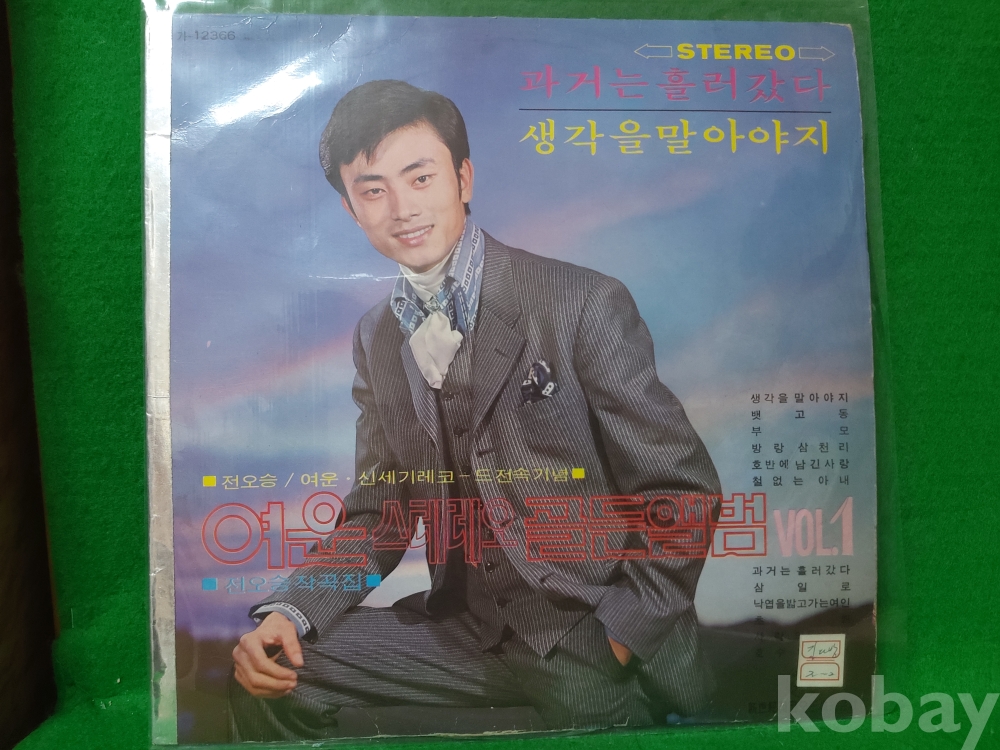 가-12366
STEREO
과거는 흘러갔다
생각을 말아야지
생각을 말아야지
뱃고동
부모
방랑삼천리
호반에 남긴 사랑
철없는 아내
■ 전오승 / 여운 · 신세기레코-드 전속기념 ■
여운 스테레오 골든앨범 VOL.1
■ 전오승 작곡집 ■
과거는 흘러갔다
삼일로
낙엽을 밟고가는 여인
kobay